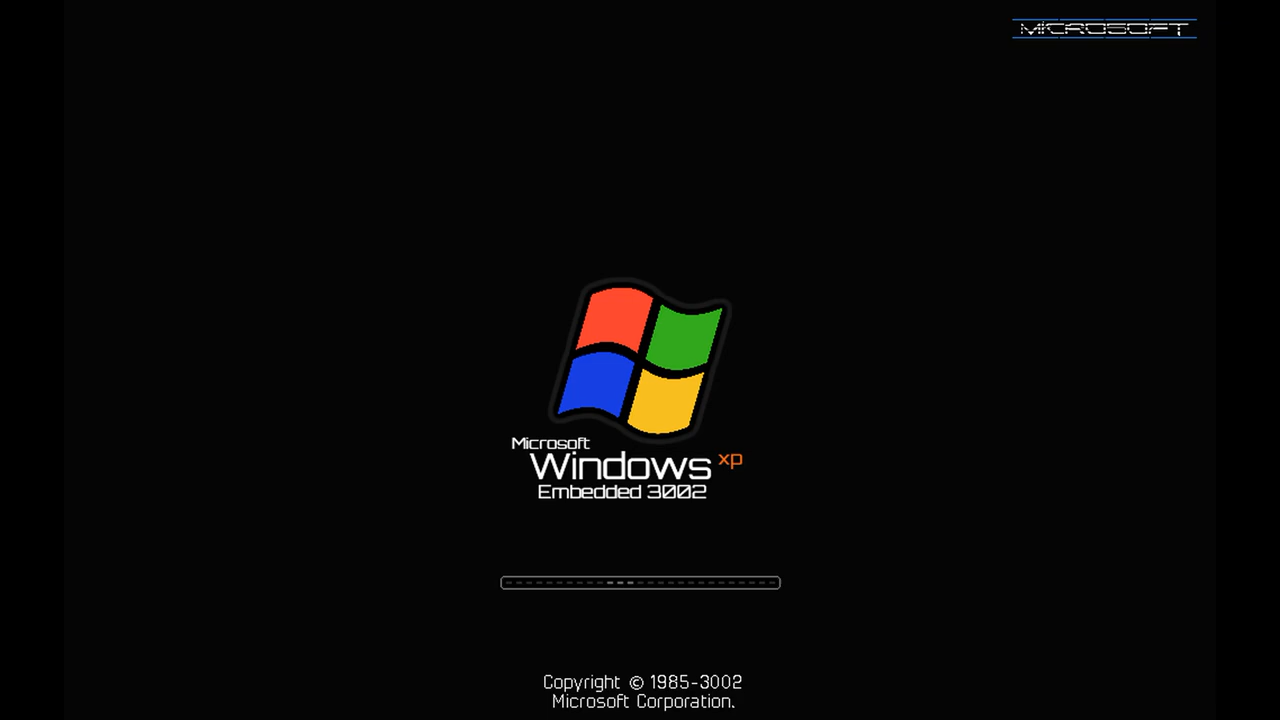 MICROSOFT
Microsoft
Windows xp
Embedded 3002
Copyright © 1985-3002
Microsoft Corporation.